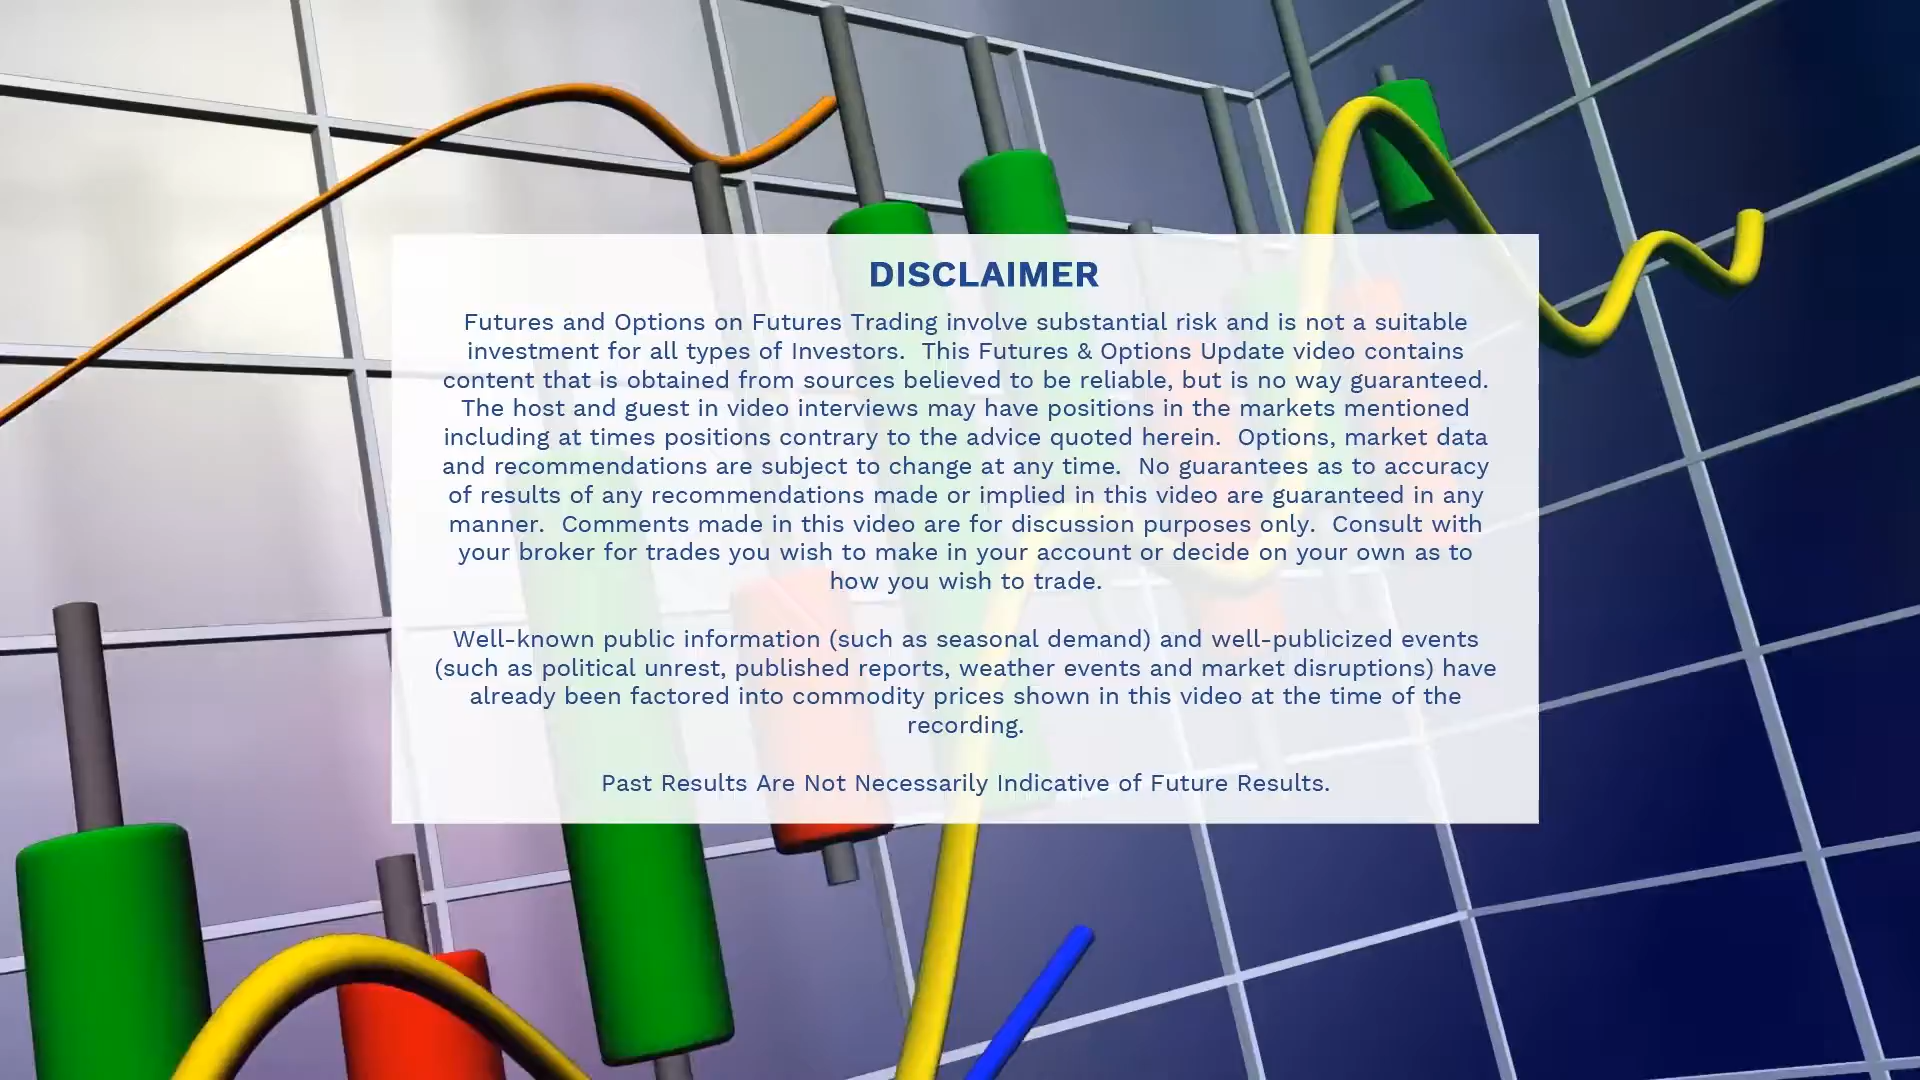 DISCLAIMER
Futures and Options on Futures Trading involve substantial risk and is not a suitable
investment for all types of Investors.  This Futures & Options Update video contains
content that is obtained from sources believed to be reliable, but is no way guaranteed.
The host and guest in video interviews may have positions in the markets mentioned
including at times positions contrary to the advice quoted herein.  Options, market data
and recommendations are subject to change at any time.  No guarantees as to accuracy
of results of any recommendations made or implied in this video are guaranteed in any
manner.  Comments made in this video are for discussion purposes only.  Consult with
your broker for trades you wish to make in your account or decide on your own as to
how you wish to trade.
Well-known public information (such as seasonal demand) and well-publicized events
(such as political unrest, published reports, weather events and market disruptions) have
already been factored into commodity prices shown in this video at the time of the
recording.
Past Results Are Not Necessarily Indicative of Future Results.